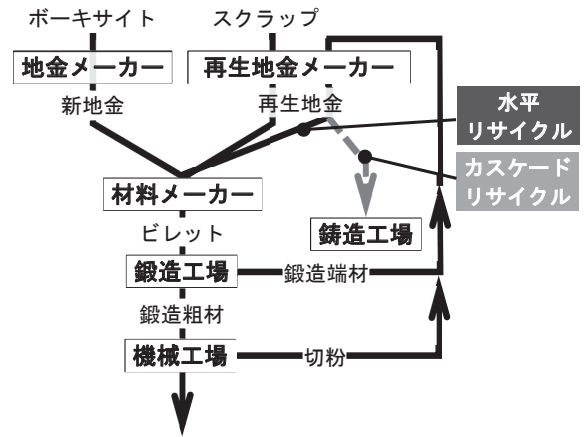 ボーキサイト
スクラップ
地金メーカー
再生地金メーカー
新地金
再生地金
水平
リサイクル
カスケード
リサイクル
材料メーカー
ビレット
鋳造工場
鍛造工場
鍛造端材
鍛造粗材
機械工場
切粉